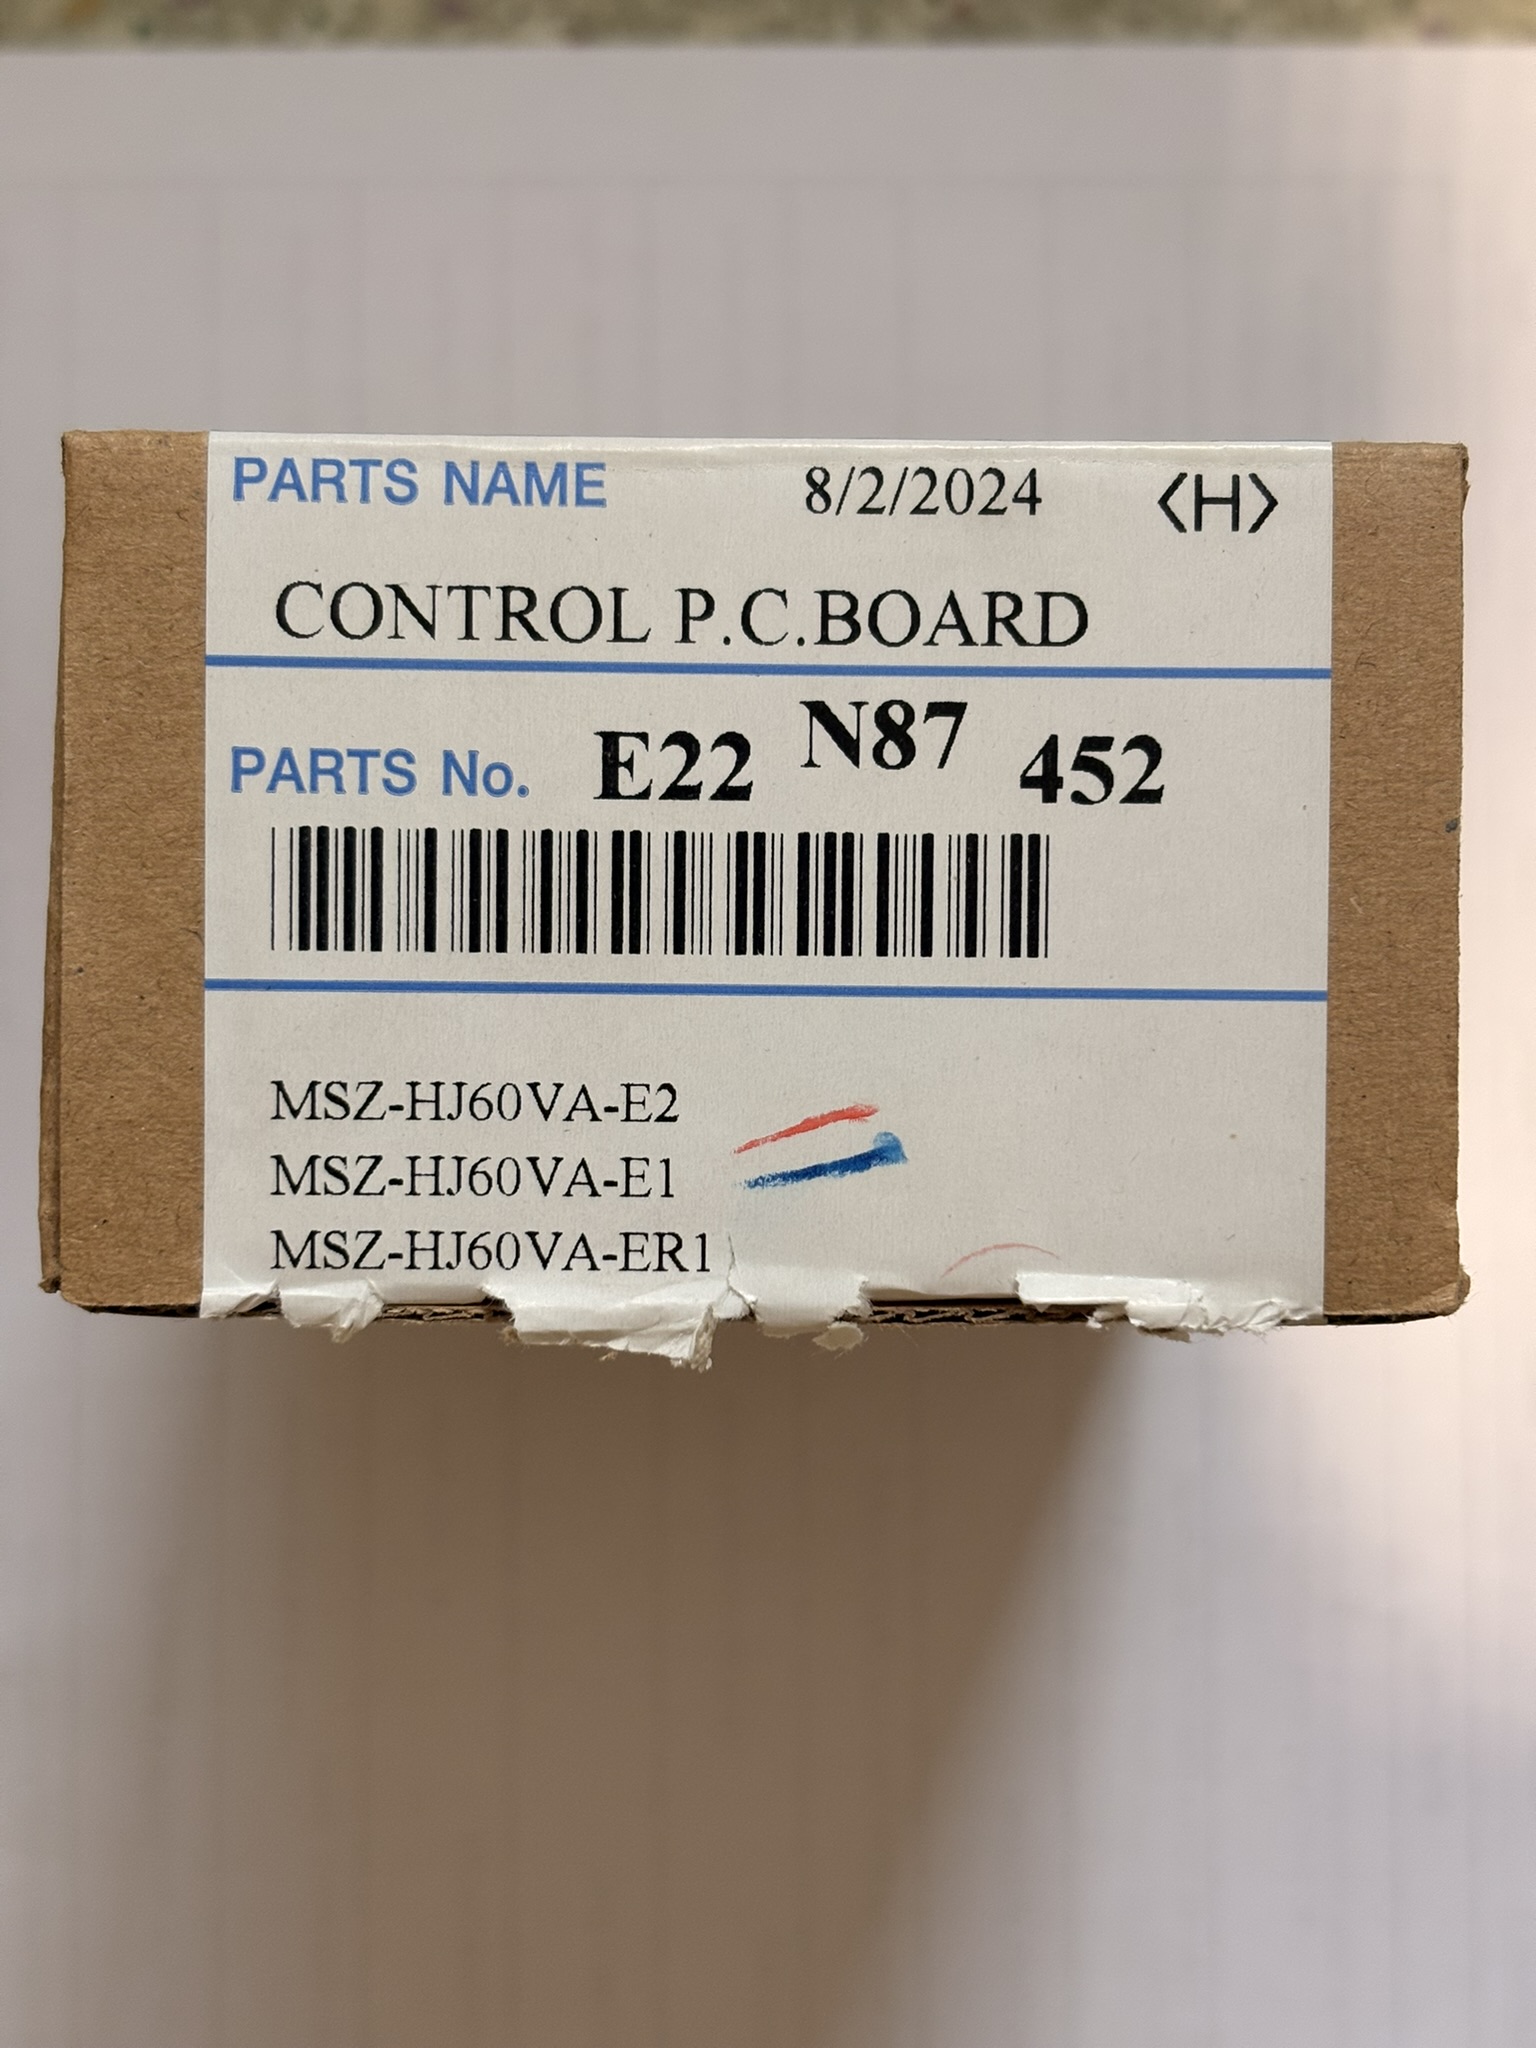 PARTS NAME 8/2/2024 <H>
CONTROL P.C.BOARD
PARTS No. E22 N87 452
MSZ-HJ60VA-E2
MSZ-HJ60VA-E1
MSZ-HJ60VA-ER1